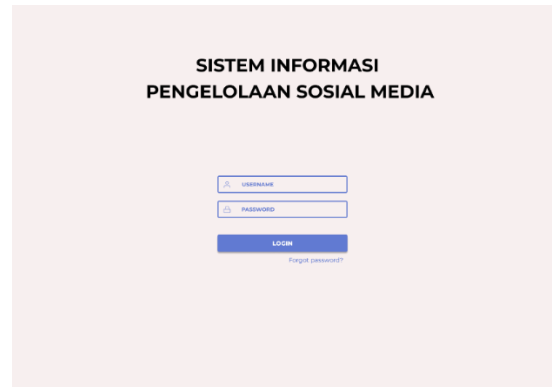 SISTEM INFORMASI
PENGELOLAAN SOSIAL MEDIA
USERNAME
PASSWORD
LOGIN
Forgot password?